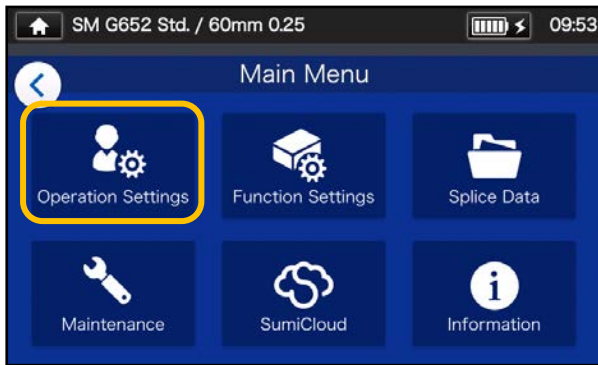 SM G652 Std. / 60mm 0.25 09:53
Main Menu
Operation Settings Function Settings Splice Data
Maintenance SumiCloud Information